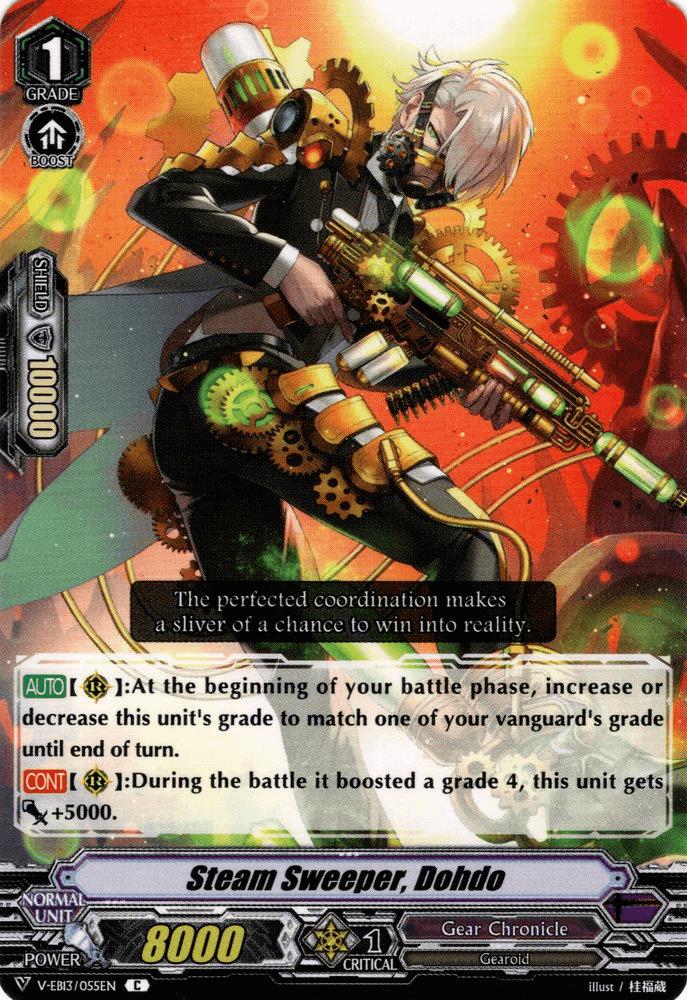 1
GRADE
BOOST
SHIELD
10000
The perfected coordination makes
a sliver of a chance to win into reality.
AUTO【 R 】:At the beginning of your battle phase, increase or
decrease this unit's grade to match one of your vanguard's grade
until end of turn.
CONT【 R 】:During the battle it boosted a grade 4, this unit gets
+5000.
Steam Sweeper, Dohdo
NORMAL
UNIT
POWER
8000
1
CRITICAL
Gear Chronicle
Gearoid
V-EB13/055EN
C
illust / 桂福蔵